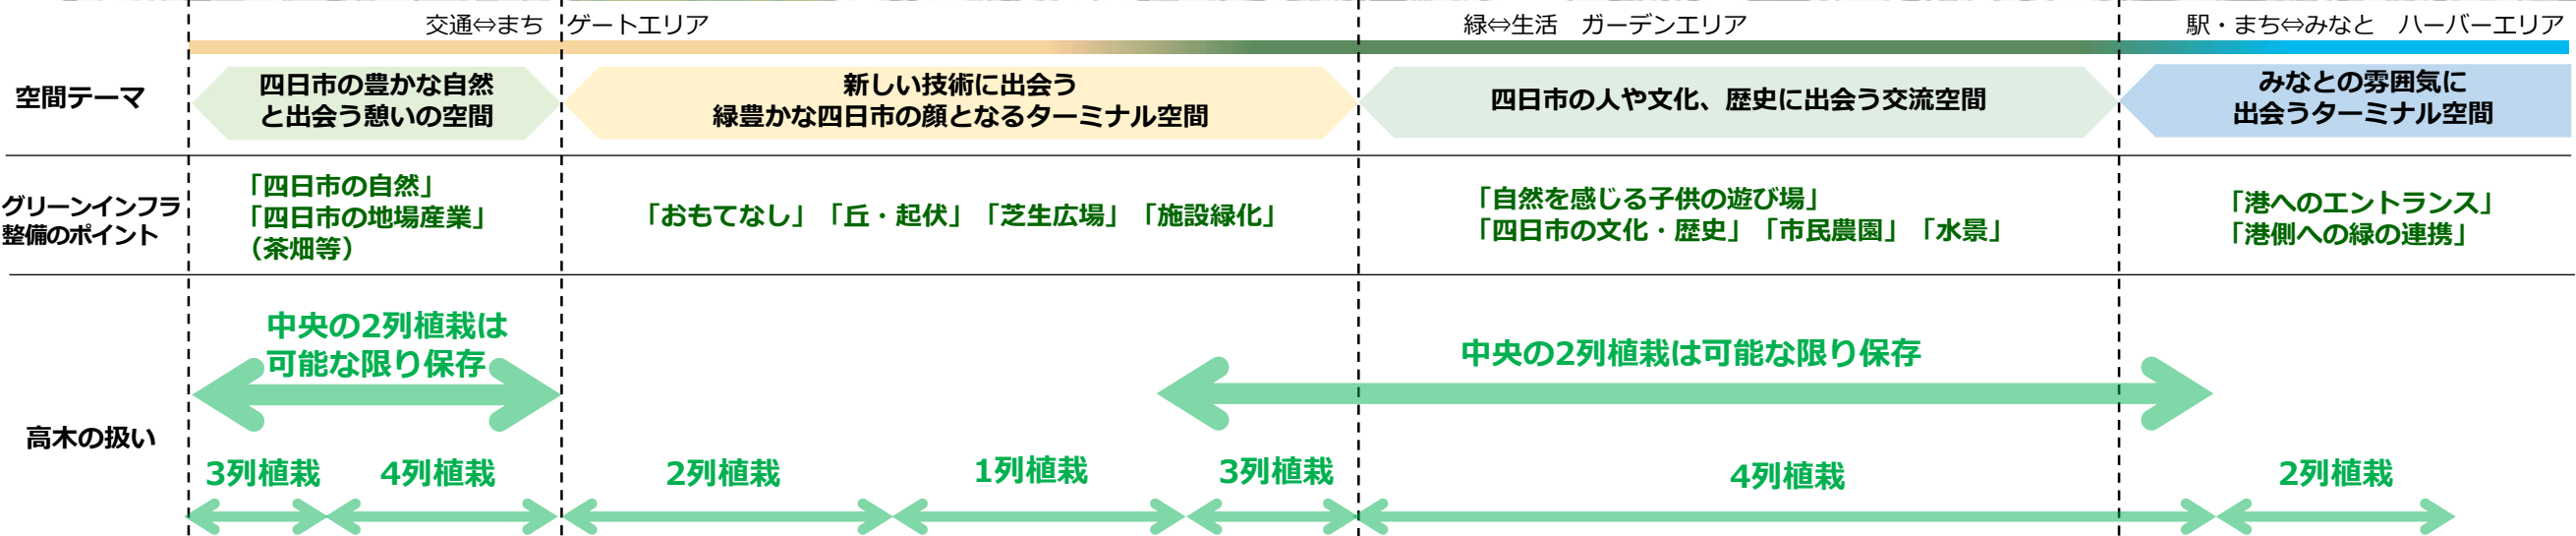 交通⇔まち　ゲートエリア
緑⇔生活　ガーデンエリア
駅・まち⇔みなと　ハーバーエリア
空間テーマ
四日市の豊かな自然
と出会う憩いの空間
新しい技術に出会う
緑豊かな四日市の顔となるターミナル空間
四日市の人や文化、歴史に出会う交流空間
みなとの雰囲気に
出会うターミナル空間
グリーンインフラ
整備のポイント
「四日市の自然」
「四日市の地場産業」
（茶畑等）
「おもてなし」「丘・起伏」「芝生広場」「施設緑化」
「自然を感じる子供の遊び場」
「四日市の文化・歴史」「市民農園」「水景」
「港へのエントランス」
「港側への緑の連携」
高木の扱い
中央の2列植栽は
可能な限り保存
中央の2列植栽は可能な限り保存
3列植栽
4列植栽
2列植栽
1列植栽
3列植栽
4列植栽
2列植栽